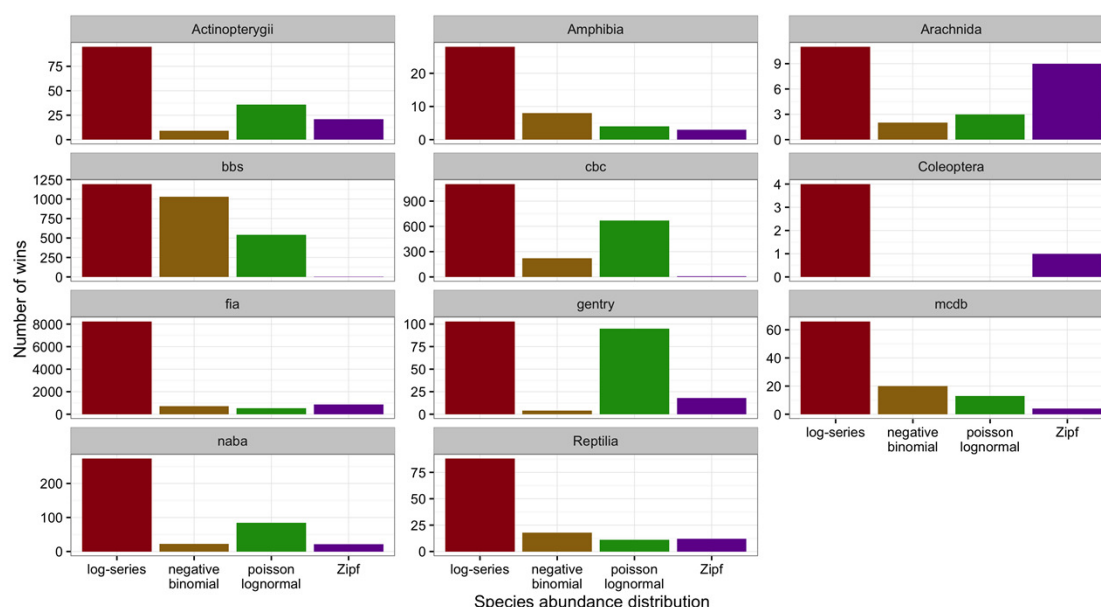 Actinopterygii
Amphibia
Arachnida
75
50
25
0
20
10
0
9
6
3
0
bbs
cbc
Coleoptera
1250
1000
750
500
250
0
900
600
300
0
4
3
2
1
0
Number of wins
fia
gentry
mcdb
8000
6000
4000
2000
0
100
75
50
25
0
60
40
20
0
log-series
negative
binomial
poisson
lognormal
Zipf
naba
Reptilia
200
100
0
75
50
25
0
log-series
negative
binomial
poisson
lognormal
Zipf
log-series
negative
binomial
poisson
lognormal
Zipf
Species abundance distribution